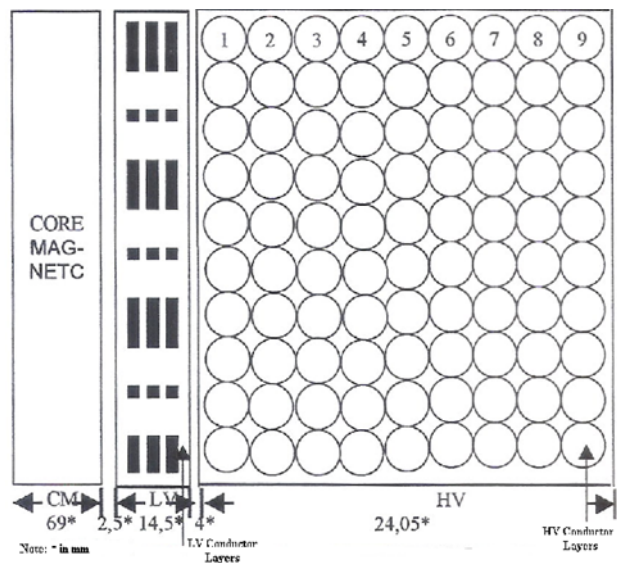 1 2 3 4 5 6 7 8 9
CORE
MAG-
NETC
CM LV HV
69* 2,5* 14,5* 4* 24,05*
Note: * in mm
LV Conductor
Layers
HV Conductor
Layers